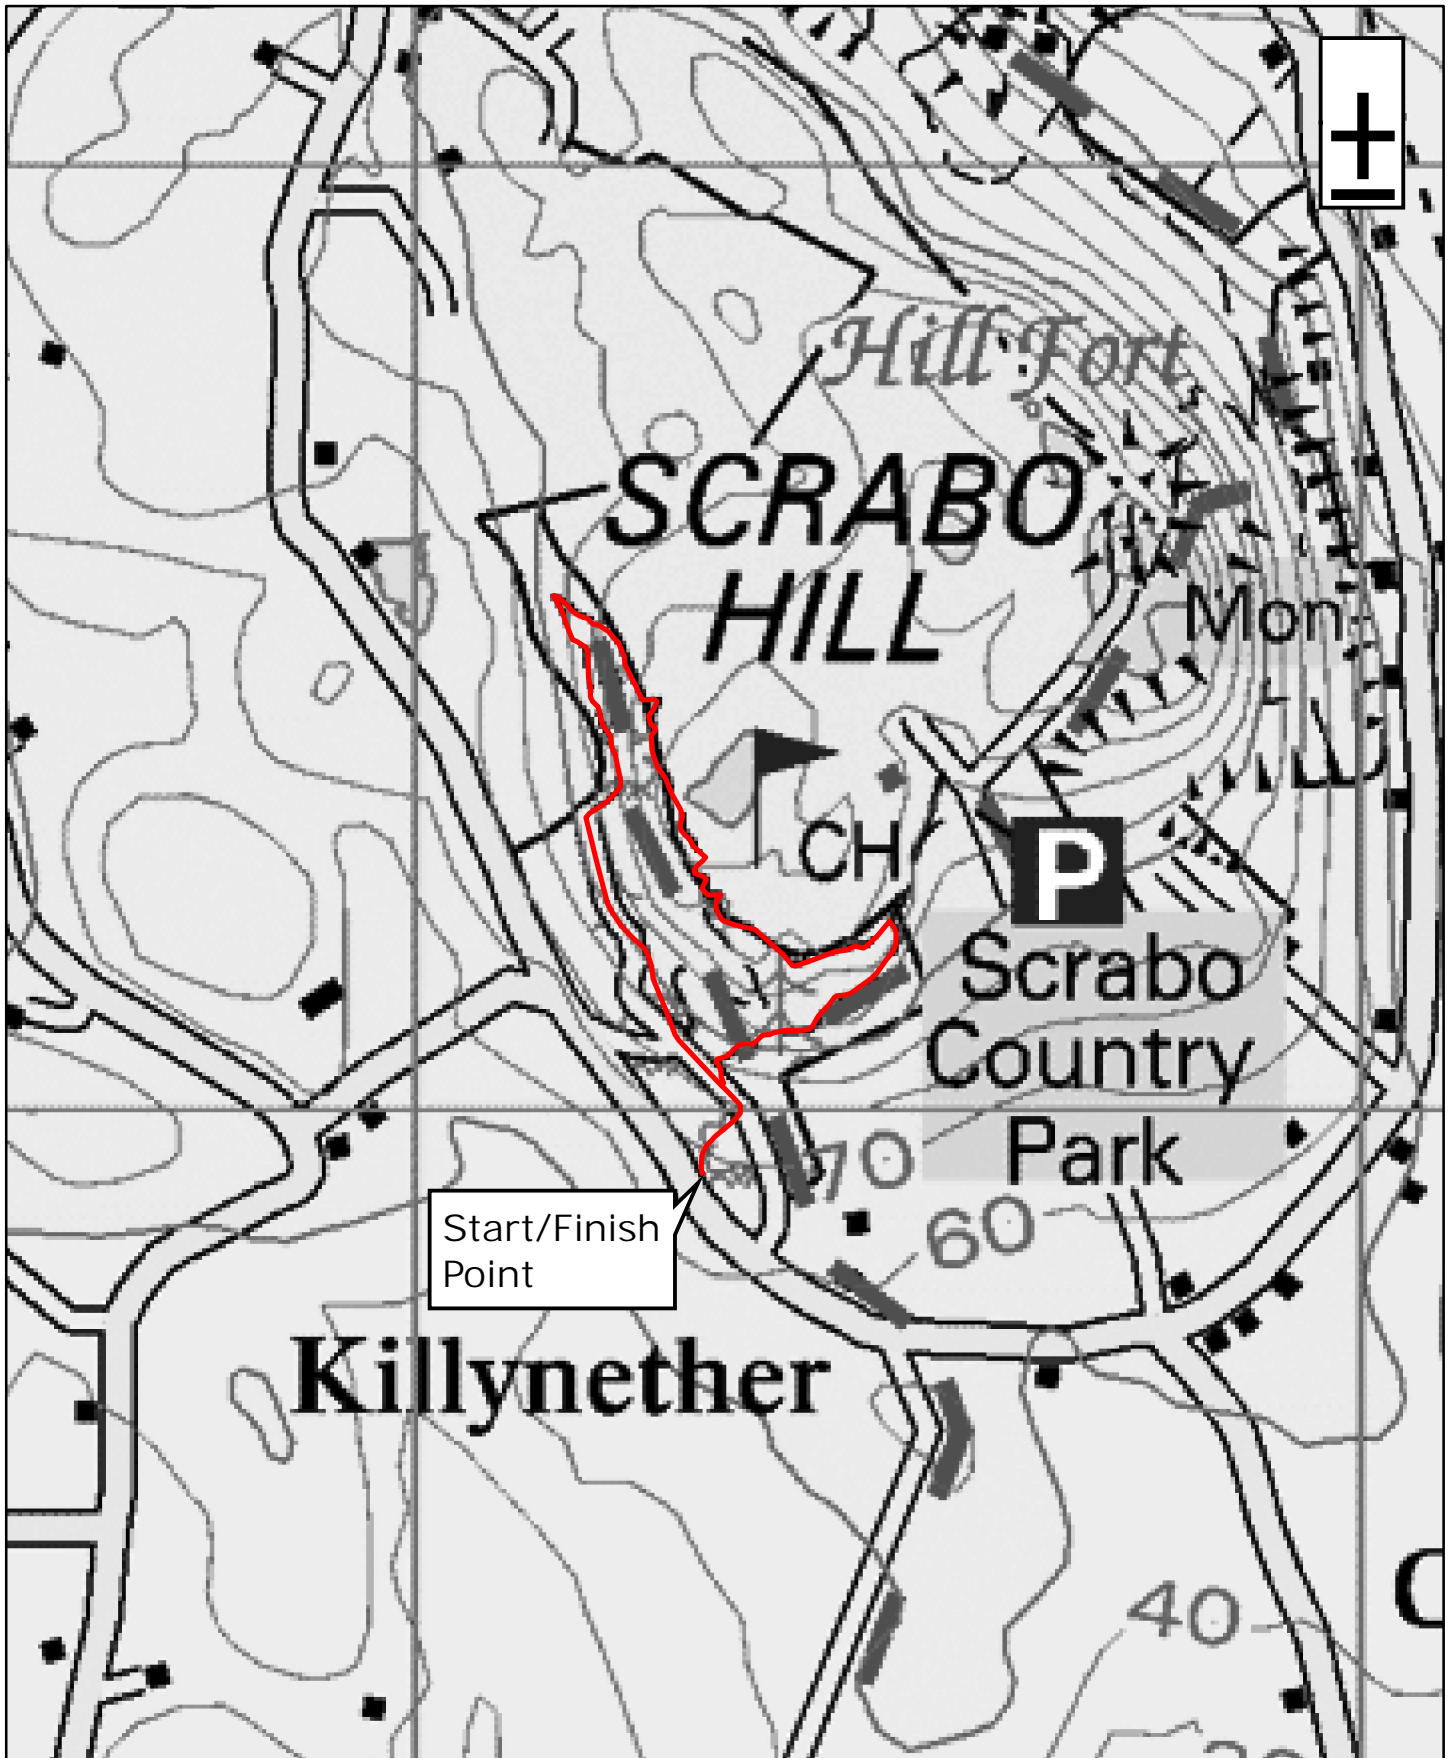 Hill Fort
SCRABO
HILL
Mon
CH
P
Scrabo
Country
Park
70
60
Start/Finish
Point
Killynether
40